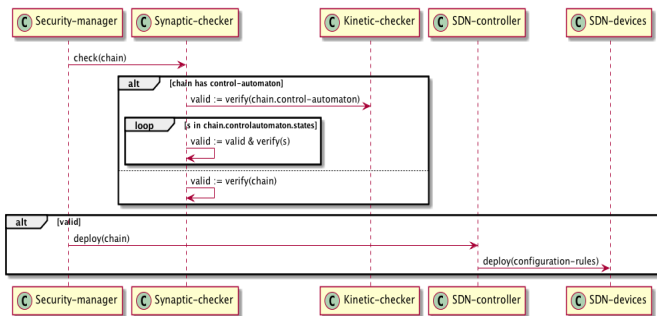 C Security-manager C Synaptic-checker C Kinetic-checker C SDN-controller C SDN-devices
check(chain)
alt [chain has control-automaton]
valid := verify(chain.control-automaton)
loop [s in chain.controlautomaton.states]
valid := valid & verify(s)
valid := verify(chain)
alt [valid]
deploy(chain)
deploy(configuration-rules)
C Security-manager C Synaptic-checker C Kinetic-checker C SDN-controller C SDN-devices